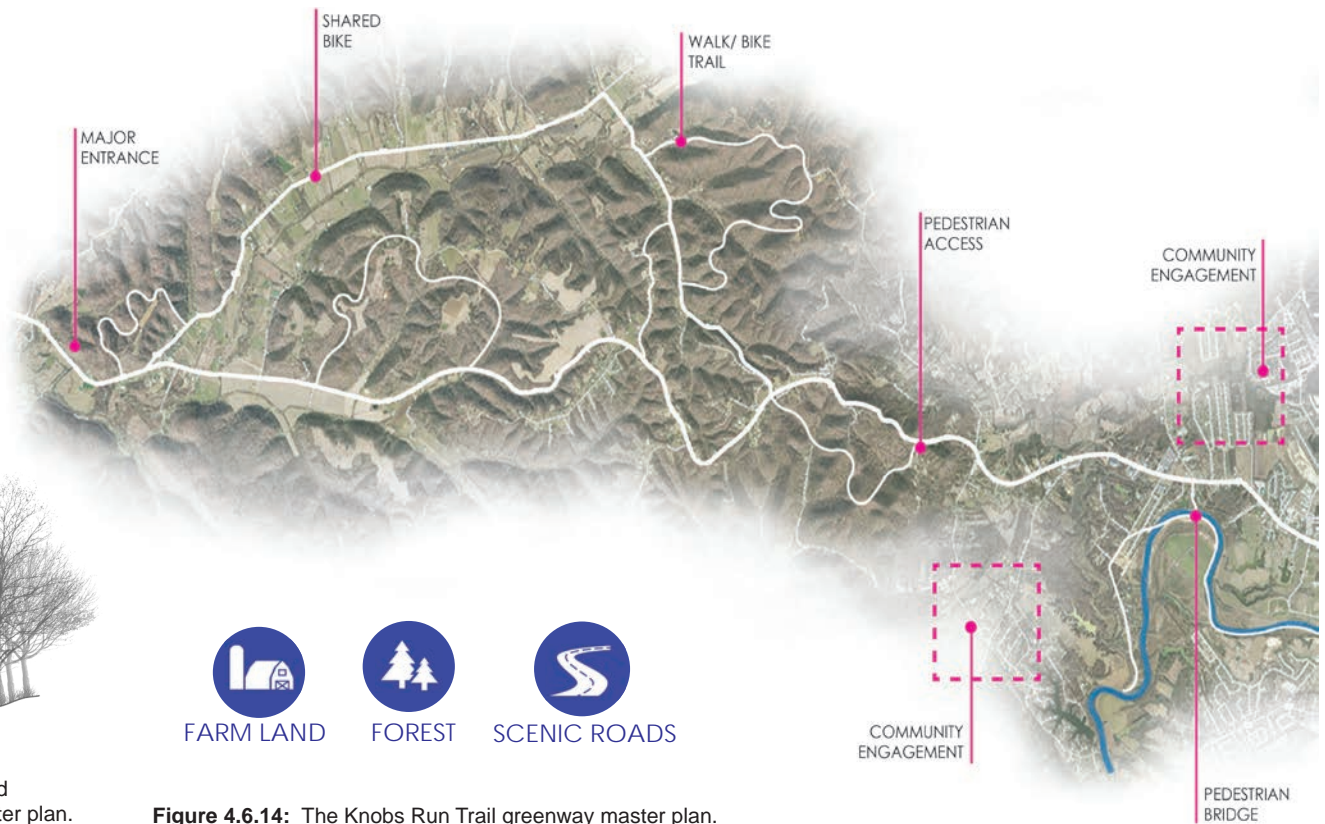 SHARED
BIKE
WALK/ BIKE
TRAIL
MAJOR
ENTRANCE
PEDESTRIAN
ACCESS
COMMUNITY
ENGAGEMENT
FARM LAND
FOREST
SCENIC ROADS
COMMUNITY
ENGAGEMENT
PEDESTRIAN
BRIDGE
ter plan.
Figure 4.6.14: The Knobs Run Trail greenway master plan.